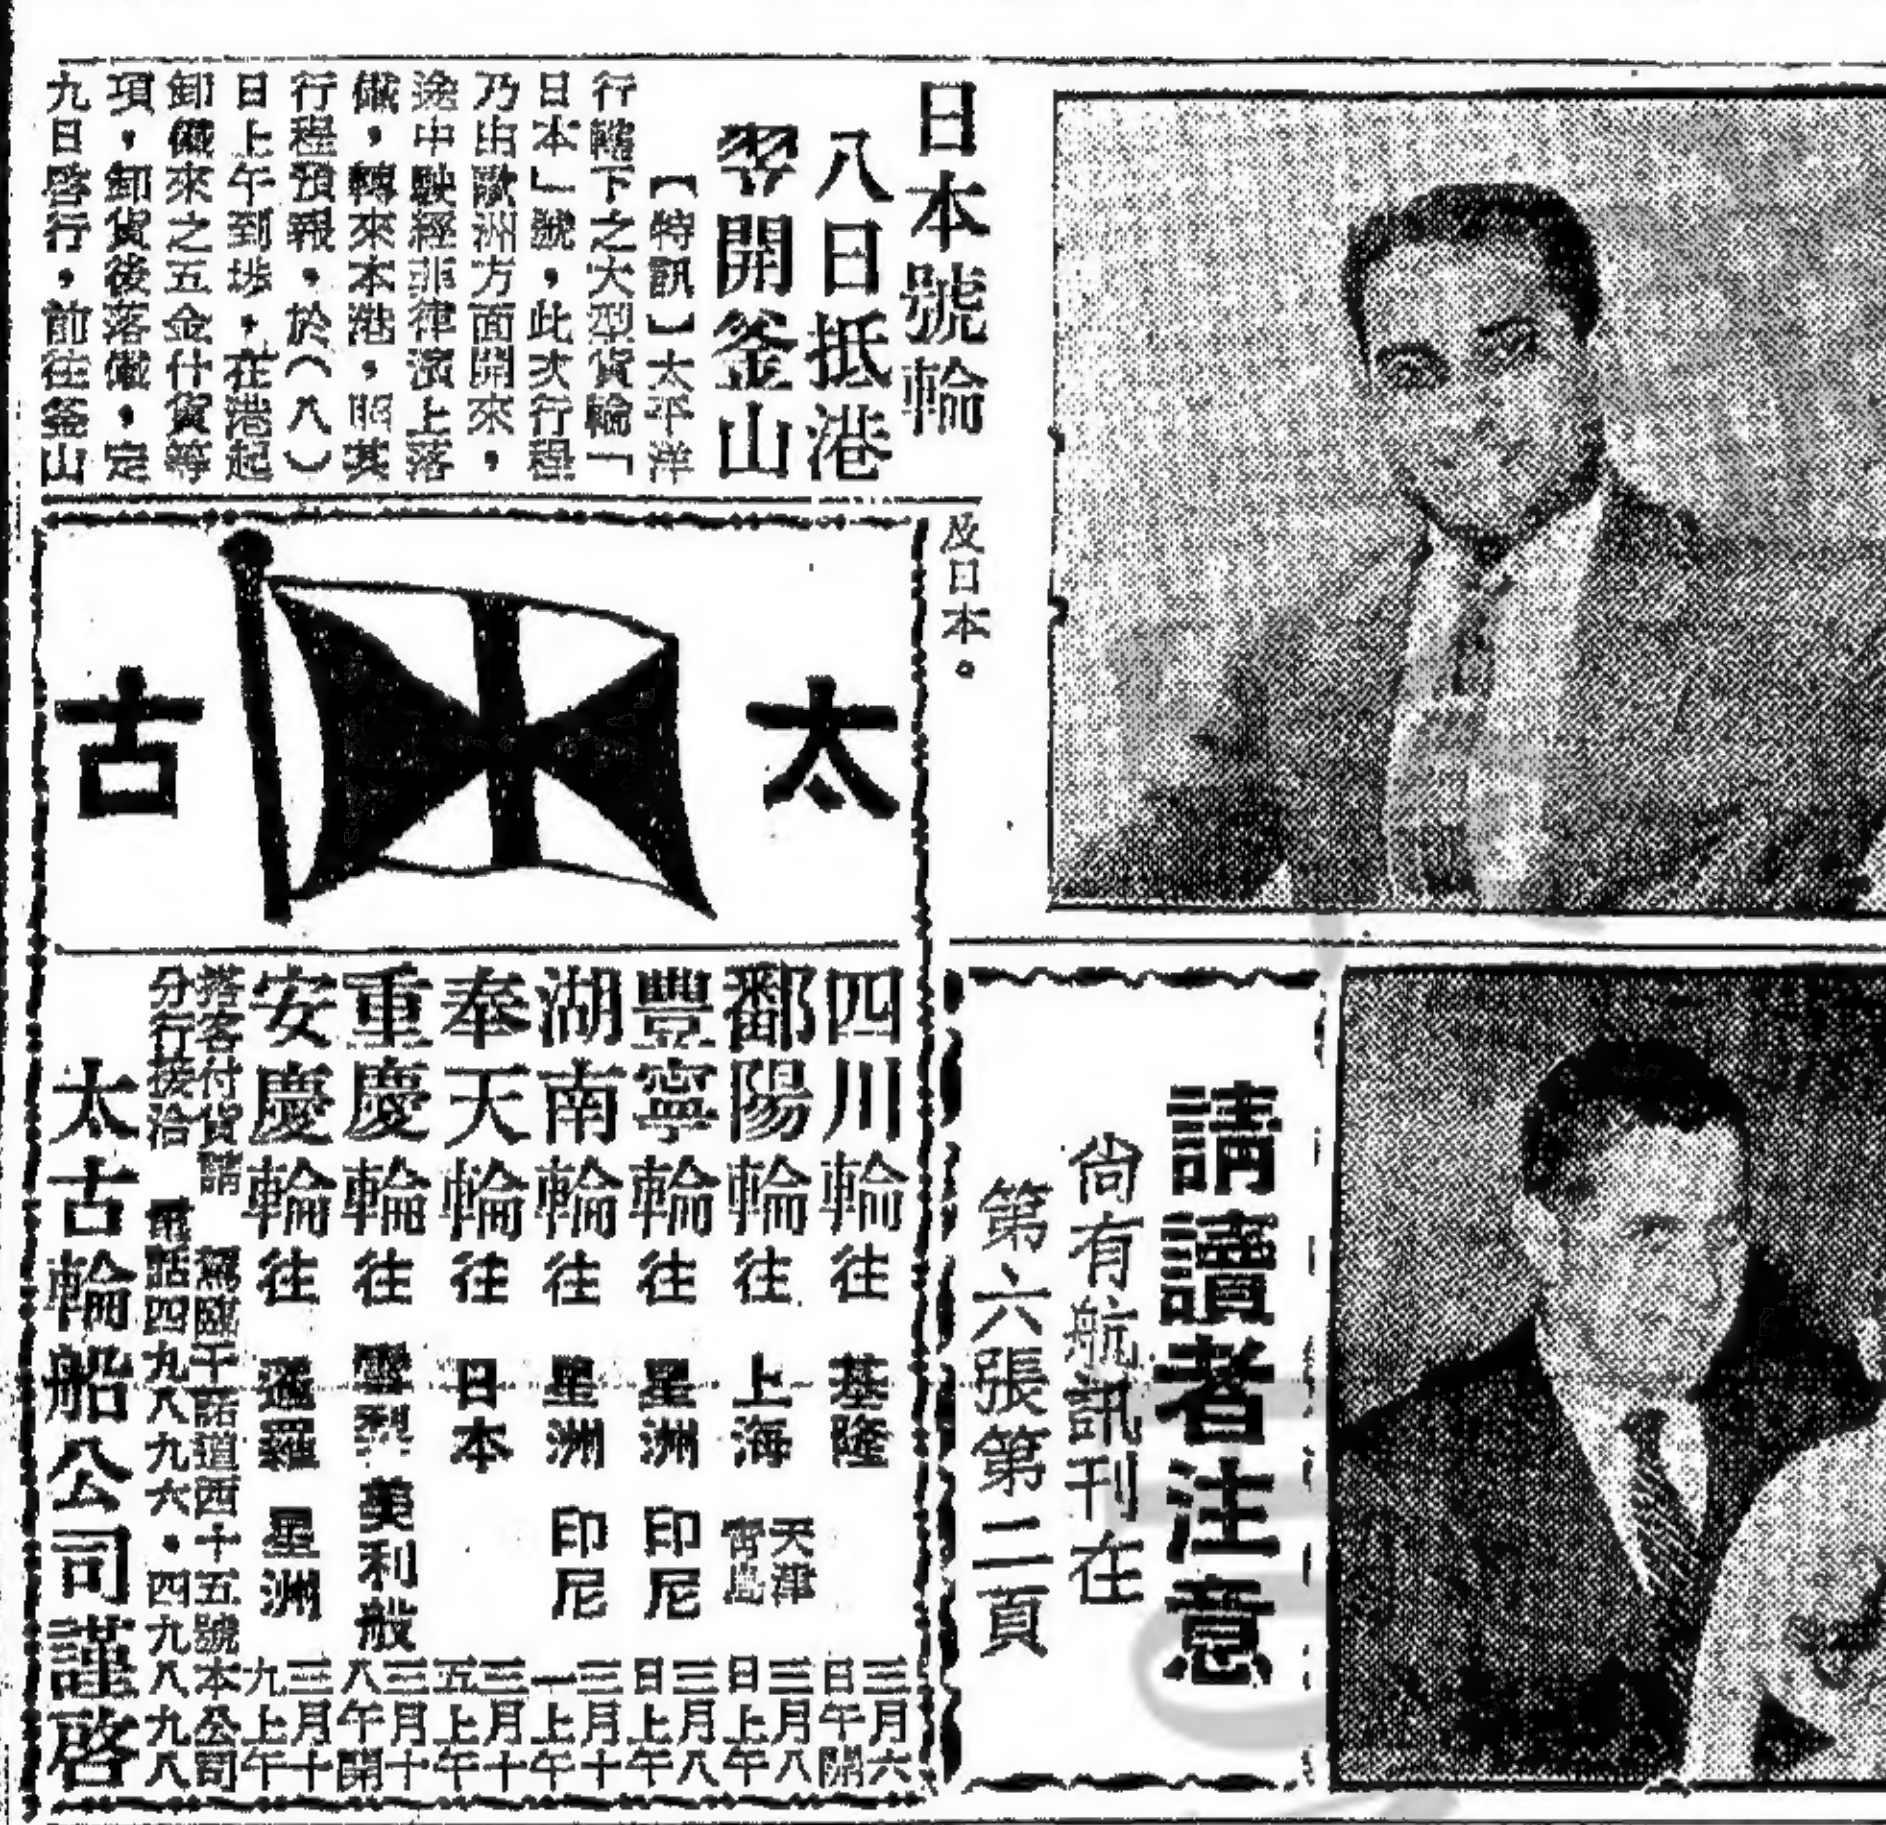 日本號輪
八日抵港
翌開釜山
【特訊】太平洋
行轄下之大型貨輪「
日本」號，此次行程
乃由歐洲方面開來，
途中駛經菲律濱上落
儎，轉來本港，照其
行程預報，於（八）
日上午到埗，在港起
卸儎來之五金什貨等
項，卸貨後落儎，定
九日啓行，前往釜山
及日本。
太古
四川輪往 基隆 三月六日午開
鄱陽輪往 上海 天津 三月八日上午
豐寧輪往 星洲 印尼 三月八日上午
湖南輪往 星洲 印尼 三月十一上午
奉天輪往 日本 三月十五上午
重慶輪往 雪梨 美利般 三月十八午開
安慶輪往 暹羅 星洲 三月十九上午
搭客付貨請 駕臨干諾道西十五號本公司
分行接洽 電話四九八九六・四九八九八
太古輪船公司謹啓
請讀者注意
尙有航訊刊在
第六張第二頁